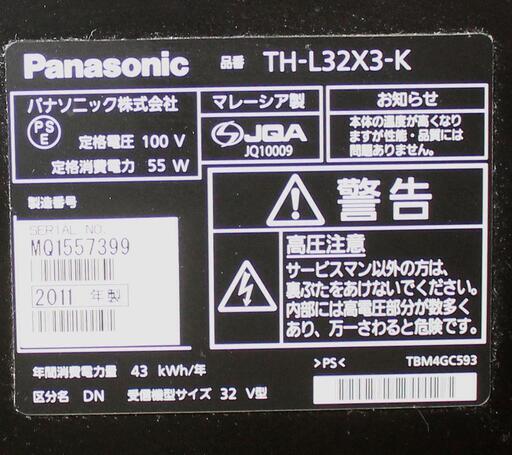 Panasonic 品番 TH-L32X3-K
パナソニック株式会社
PS
E
定格電圧 100 V
定格消費電力 55 W
マレーシア製
JQA
JQ10009
お知らせ
本体の温度が高くなり
ますが性能・品質には
問題ありません。
製造番号
SERIAL NO.
MQ1557399
2011 年製
警告
高圧注意
サービスマン以外の方は、
裏ぶたをあけないでください。
内部には高電圧部分が数多く
あり、万一さわると危険です。
年間消費電力量 43 kWh/年
区分名 DN 受信機型サイズ 32 V型
>PS<
TBM4GC593